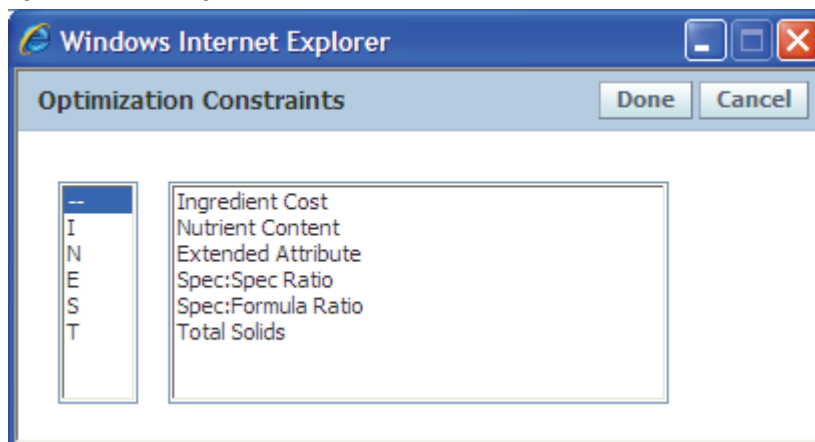 Windows Internet Explorer
Optimization Constraints Done Cancel
--
I
N
E
S
T
Ingredient Cost
Nutrient Content
Extended Attribute
Spec:Spec Ratio
Spec:Formula Ratio
Total Solids